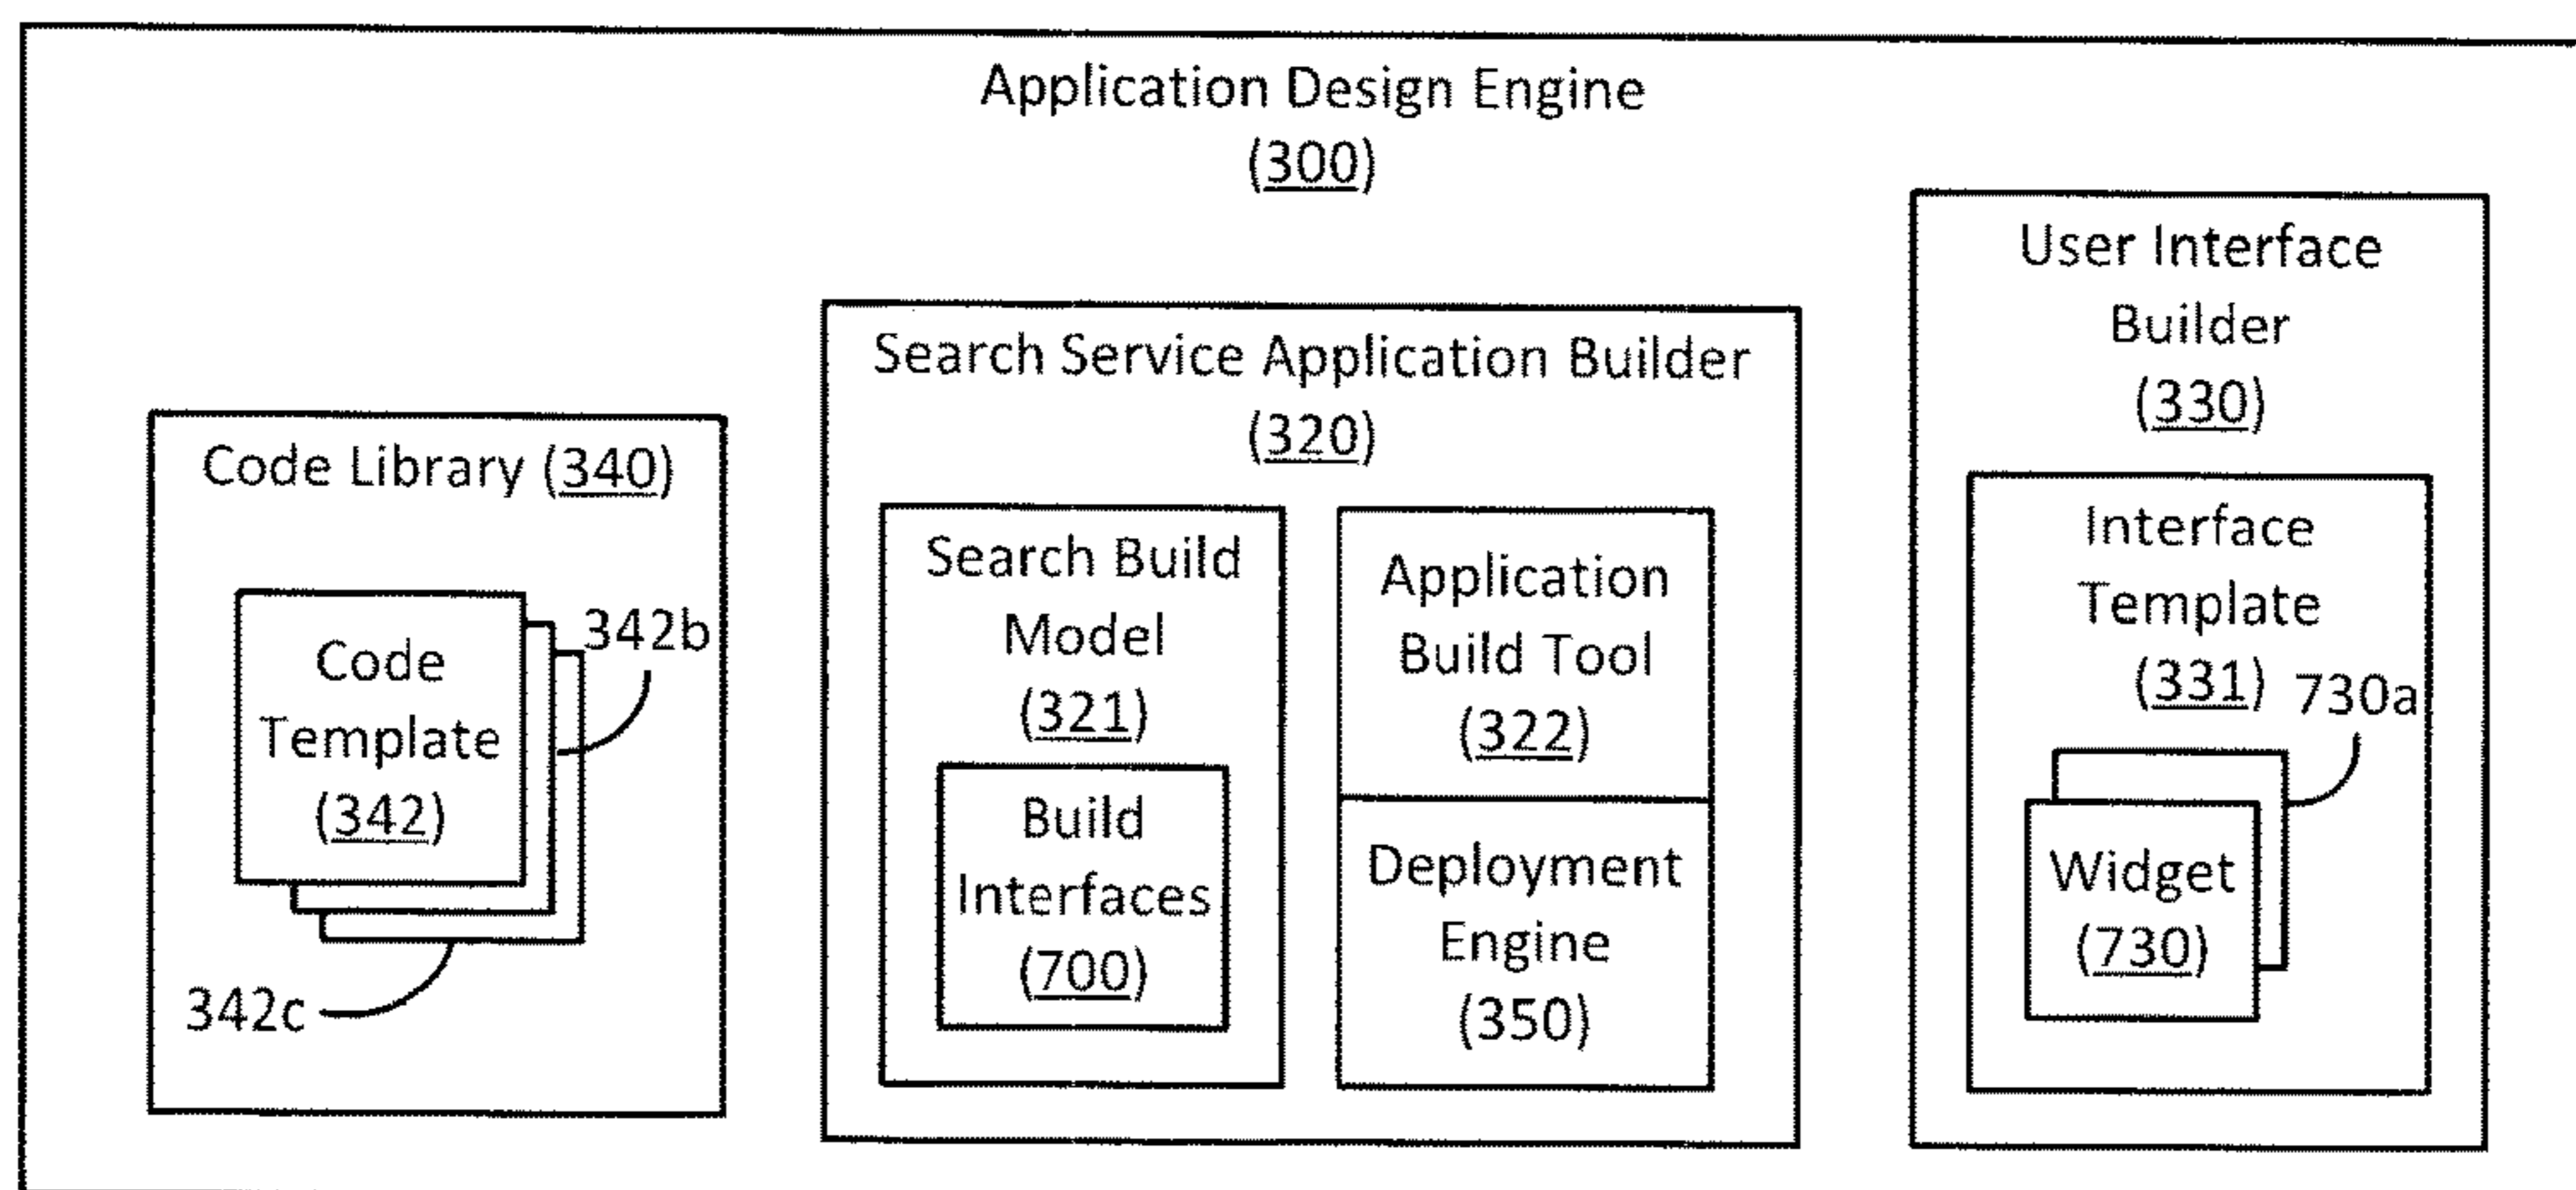 Application Design Engine
(300)
Code Library (340)
Code
Template
(342)
342b
342c
Search Service Application Builder
(320)
Search Build
Model
(321)
Build
Interfaces
(700)
Application
Build Tool
(322)
Deployment
Engine
(350)
User Interface
Builder
(330)
Interface
Template
(331)
730a
Widget
(730)